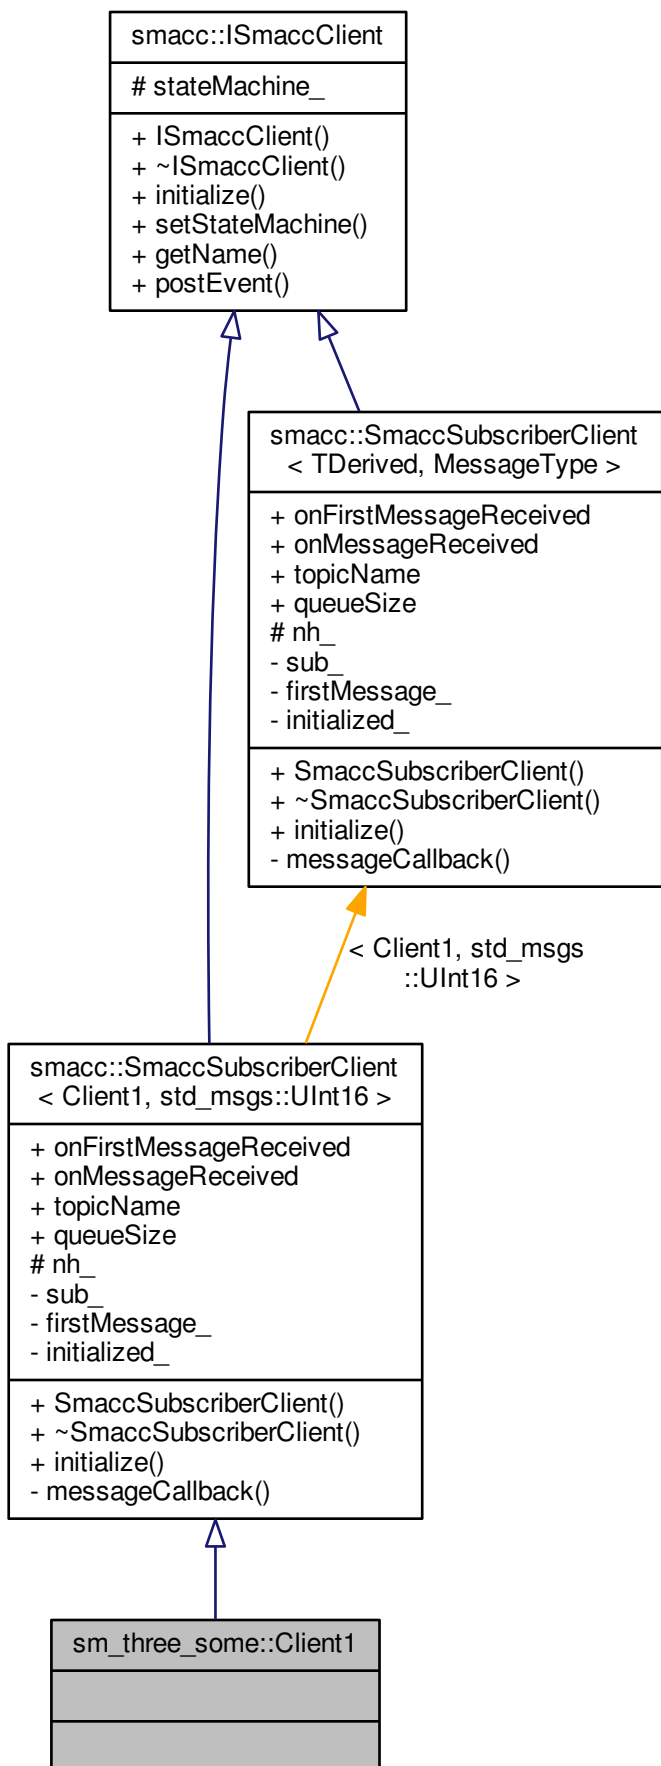 smacc::ISmaccClient
# stateMachine_
+ ISmaccClient()
+ ~ISmaccClient()
+ initialize()
+ setStateMachine()
+ getName()
+ postEvent()
smacc::SmaccSubscriberClient
< TDerived, MessageType >
+ onFirstMessageReceived
+ onMessageReceived
+ topicName
+ queueSize
# nh_
- sub_
- firstMessage_
- initialized_
+ SmaccSubscriberClient()
+ ~SmaccSubscriberClient()
+ initialize()
- messageCallback()
< Client1, std_msgs
::UInt16 >
smacc::SmaccSubscriberClient
< Client1, std_msgs::UInt16 >
+ onFirstMessageReceived
+ onMessageReceived
+ topicName
+ queueSize
# nh_
- sub_
- firstMessage_
- initialized_
+ SmaccSubscriberClient()
+ ~SmaccSubscriberClient()
+ initialize()
- messageCallback()
sm_three_some::Client1